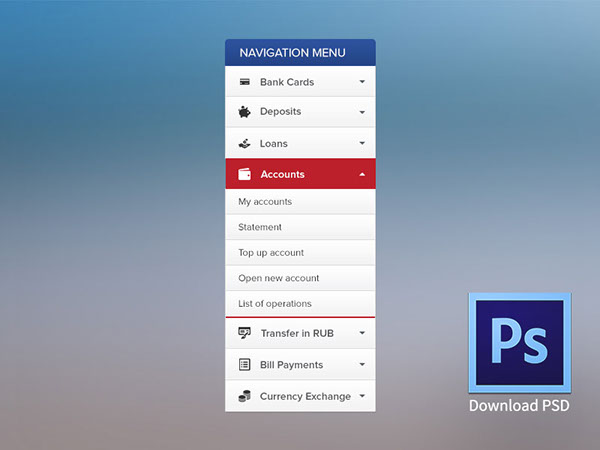 NAVIGATION MENU
Bank Cards
Deposits
Loans
Accounts
My accounts
Statement
Top up account
Open new account
List of operations
Transfer in RUB
Bill Payments
Currency Exchange
Ps
Download PSD